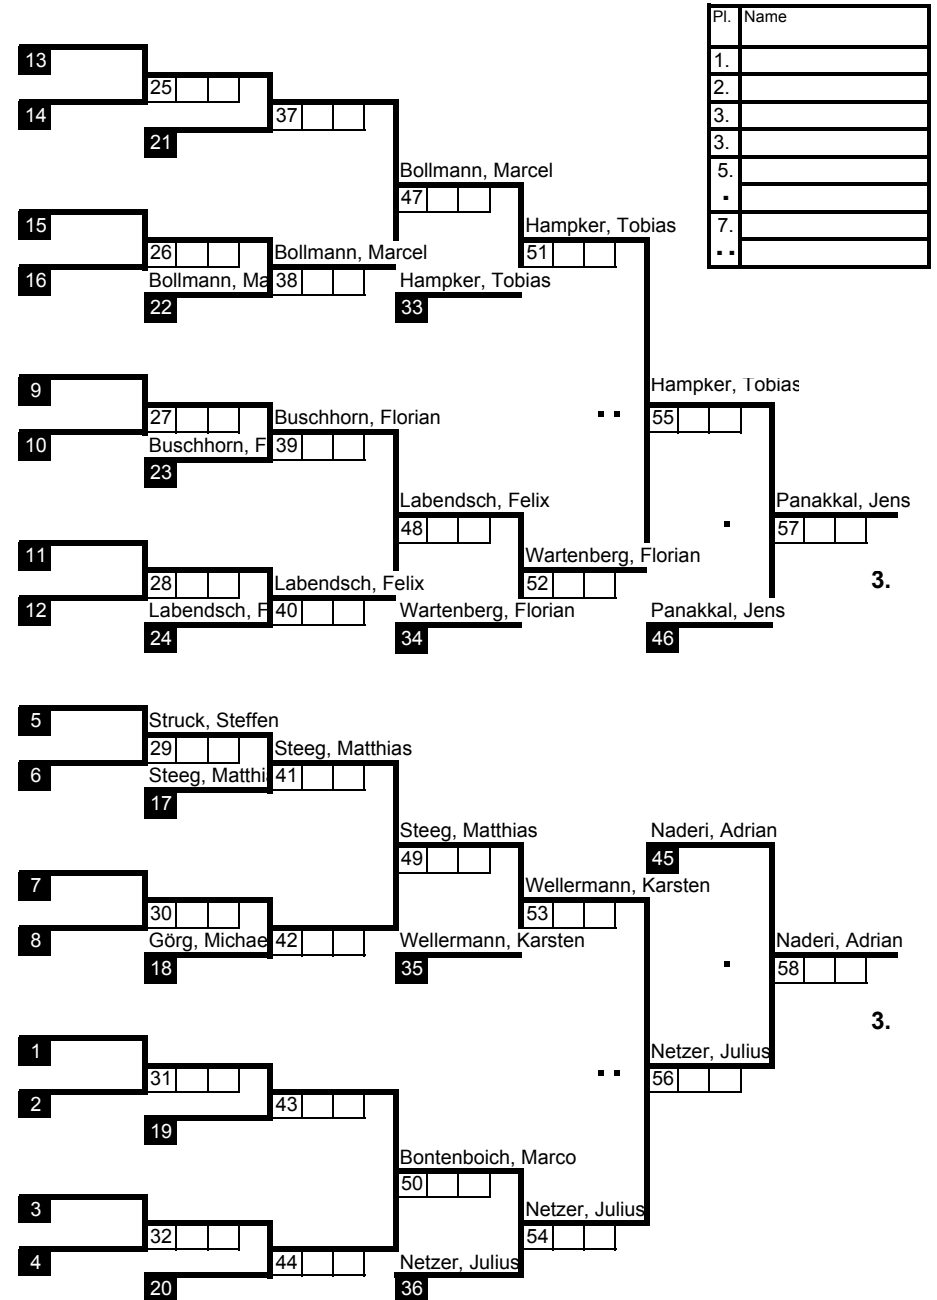 Pl. Name
13
1.
25
2.
14
37
3.
21
3.
Bollmann, Marcel
5.
47
.
15
Hampker, Tobias
7.
26
Bollmann, Marcel
51
. .
16
Bollmann, Ma
38
Hampker, Tobias
22
33
9
Hampker, Tobias
27
Buschhorn, Florian
. .
55
10
Buschhorn, F
39
23
Labendsch, Felix
Panakkal, Jens
48
.
57
11
Wartenberg, Florian
28
Labendsch, Felix
52
3.
12
Labendsch, F
40
Wartenberg, Florian
Panakkal, Jens
24
34
46
5
Struck, Steffen
29
Steeg, Matthias
6
Steeg, Matthi
41
17
Steeg, Matthias
Naderi, Adrian
49
45
7
Wellermann, Karsten
30
53
8
Görg, Michae
42
Wellermann, Karsten
Naderi, Adrian
18
35
.
58
3.
1
Netzer, Julius
31
. .
56
2
43
19
Bontenboich, Marco
50
3
Netzer, Julius
32
54
4
44
Netzer, Julius
20
36